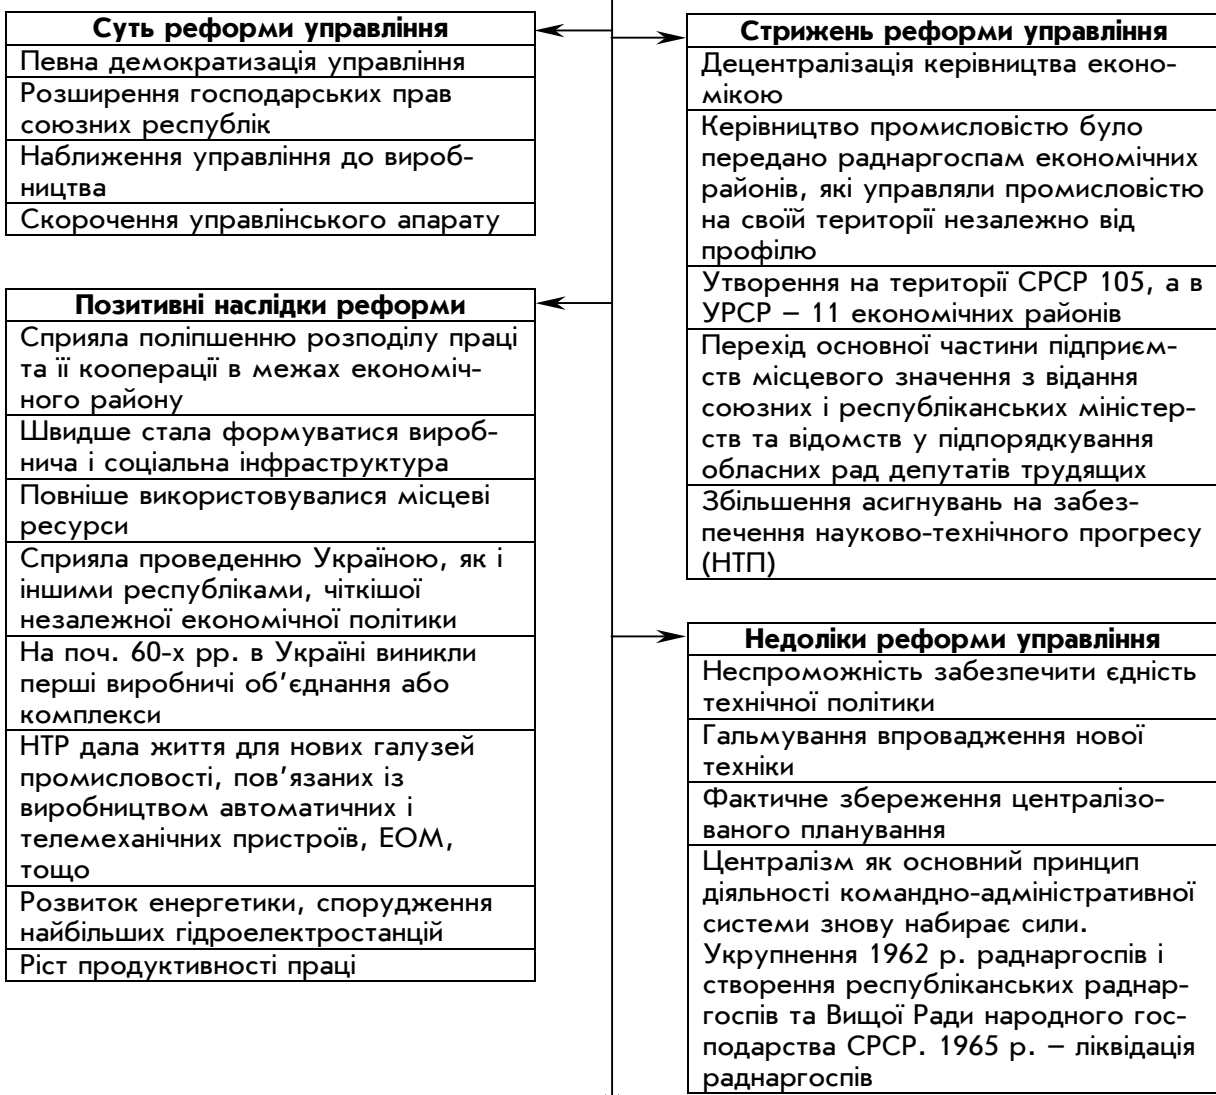 Суть реформи управління
Певна демократизація управління
Розширення господарських прав
союзних республік
Наближення управління до вироб-
ництва
Скорочення управлінського апарату
Позитивні наслідки реформи
Сприяла поліпшенню розподілу праці
та її кооперації в межах економіч-
ного району
Швидше стала формуватися вироб-
нича і соціальна інфраструктура
Повніше використовувалися місцеві
ресурси
Сприяла проведенню Україною, як і
іншими республіками, чіткішої
незалежної економічної політики
На поч. 60-х рр. в Україні виникли
перші виробничі об’єднання або
комплекси
НТР дала життя для нових галузей
промисловості, пов’язаних із
виробництвом автоматичних і
телемеханічних пристроїв, ЕОМ,
тощо
Розвиток енергетики, спорудження
найбільших гідроелектростанцій
Ріст продуктивності праці
Стрижень реформи управління
Децентралізація керівництва еконо-
мікою
Керівництво промисловістю було
передано раднаргоспам економічних
районів, які управляли промисловістю
на своїй території незалежно від
профілю
Утворення на території СРСР 105, а в
УРСР – 11 економічних районів
Перехід основної частини підприєм-
ств місцевого значення з відання
союзних і республіканських міністер-
ств та відомств у підпорядкування
обласних рад депутатів трудящих
Збільшення асигнувань на забез-
печення науково-технічного прогресу
(НТП)
Недоліки реформи управління
Неспроможність забезпечити єдність
технічної політики
Гальмування впровадження нової
техніки
Фактичне збереження централізо-
ваного планування
Централізм як основний принцип
діяльності командно-адміністративної
системи знову набирає сили.
Укрупнення 1962 р. раднаргоспів і
створення республіканських раднар-
госпів та Вищої Ради народного гос-
подарства СРСР. 1965 р. – ліквідація
раднаргоспів